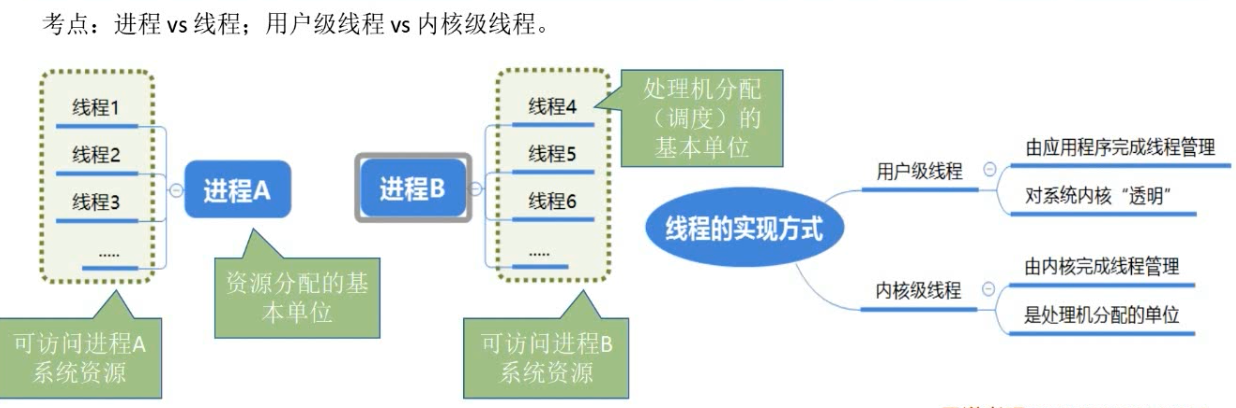 考点：进程 vs 线程；用户级线程 vs 内核级线程。
线程1
线程2
线程3
.....
进程A
资源分配的基
本单位
可访问进程A
系统资源
进程B
线程4
线程5
线程6
.....
处理机分配
（调度）的
基本单位
可访问进程B
系统资源
线程的实现方式
用户级线程
由应用程序完成线程管理
对系统内核“透明”
内核级线程
由内核完成线程管理
是处理机分配的单位